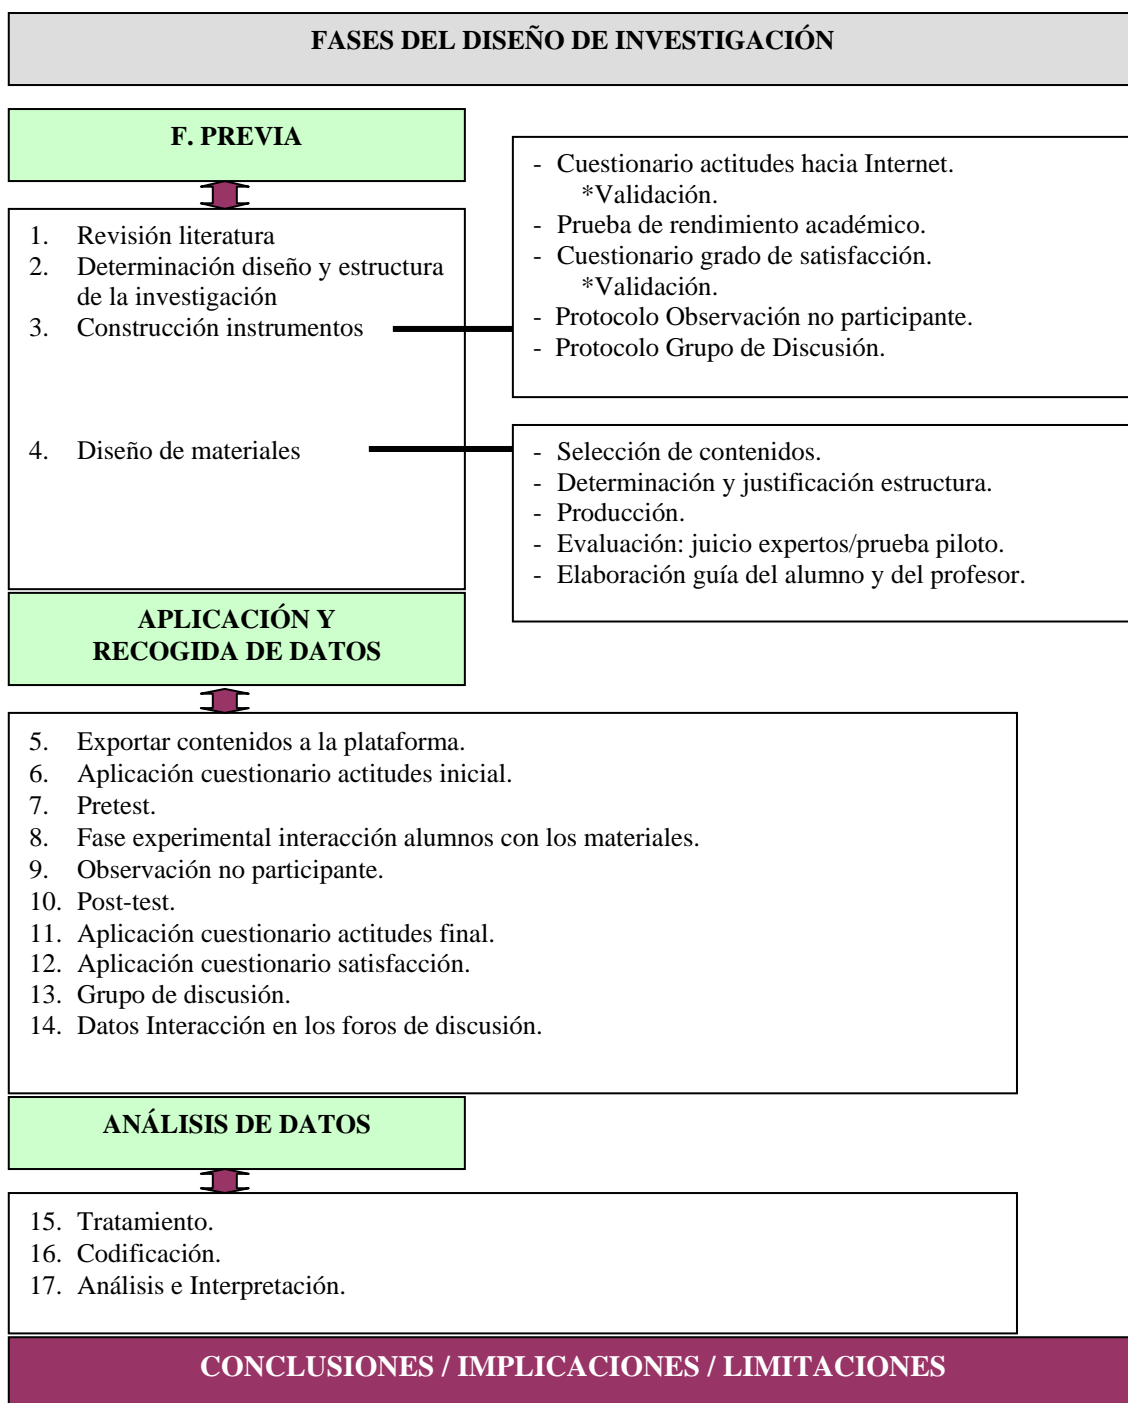 FASES DEL DISEÑO DE INVESTIGACIÓN
F. PREVIA
1. Revisión literatura
2. Determinación diseño y estructura
de la investigación
3. Construcción instrumentos
- Cuestionario actitudes hacia Internet.
*Validación.
- Prueba de rendimiento académico.
- Cuestionario grado de satisfacción.
*Validación.
- Protocolo Observación no participante.
- Protocolo Grupo de Discusión.
4. Diseño de materiales
- Selección de contenidos.
- Determinación y justificación estructura.
- Producción.
- Evaluación: juicio expertos/prueba piloto.
- Elaboración guía del alumno y del profesor.
APLICACIÓN Y
RECOGIDA DE DATOS
5. Exportar contenidos a la plataforma.
6. Aplicación cuestionario actitudes inicial.
7. Pretest.
8. Fase experimental interacción alumnos con los materiales.
9. Observación no participante.
10. Post-test.
11. Aplicación cuestionario actitudes final.
12. Aplicación cuestionario satisfacción.
13. Grupo de discusión.
14. Datos Interacción en los foros de discusión.
ANÁLISIS DE DATOS
15. Tratamiento.
16. Codificación.
17. Análisis e Interpretación.
CONCLUSIONES / IMPLICACIONES / LIMITACIONES